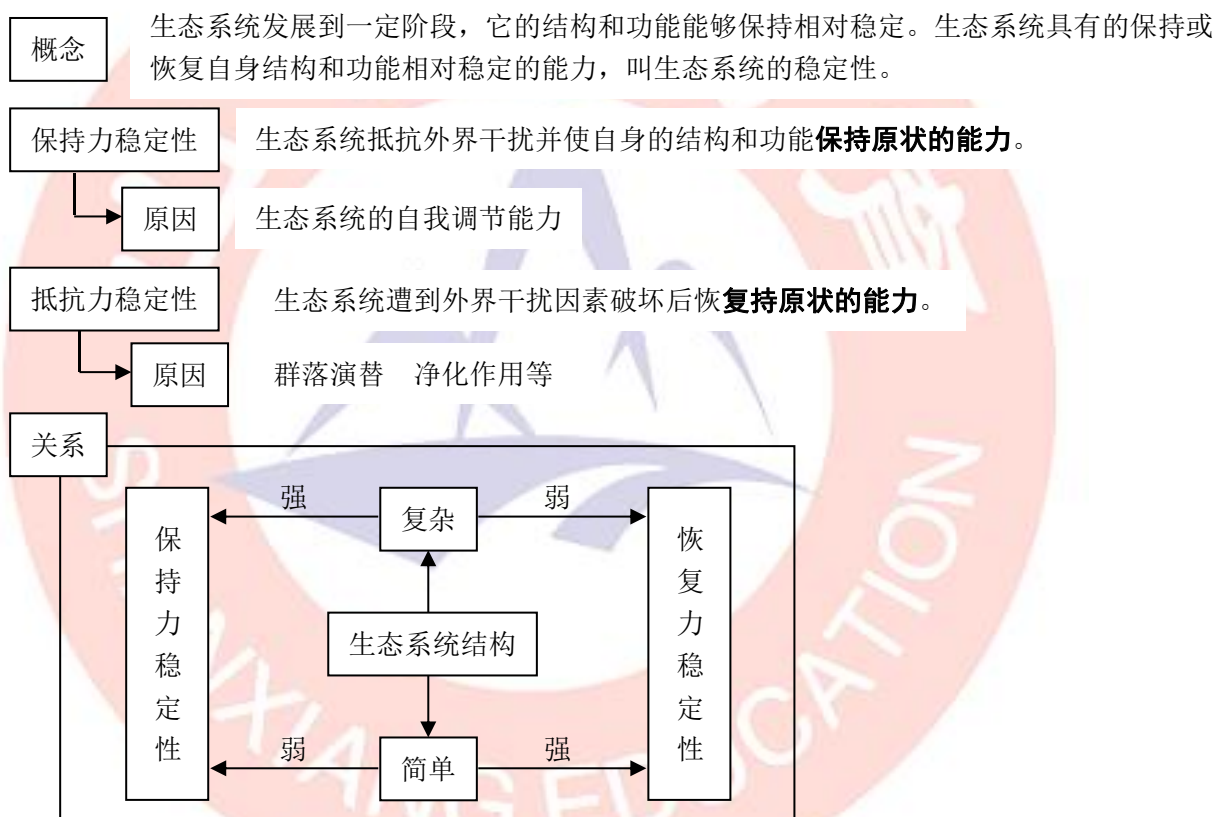 概念
生态系统发展到一定阶段，它的结构和功能能够保持相对稳定。生态系统具有的保持或
恢复自身结构和功能相对稳定的能力，叫生态系统的稳定性。
保持力稳定性
生态系统抵抗外界干扰并使自身的结构和功能保持原状的能力。
原因
生态系统的自我调节能力
抵抗力稳定性
生态系统遭到外界干扰因素破坏后恢复持原状的能力。
原因
群落演替 净化作用等
关系
保持力稳定性
强
复杂
弱
恢复力稳定性
生态系统结构
弱
简单
强
EDUCATION